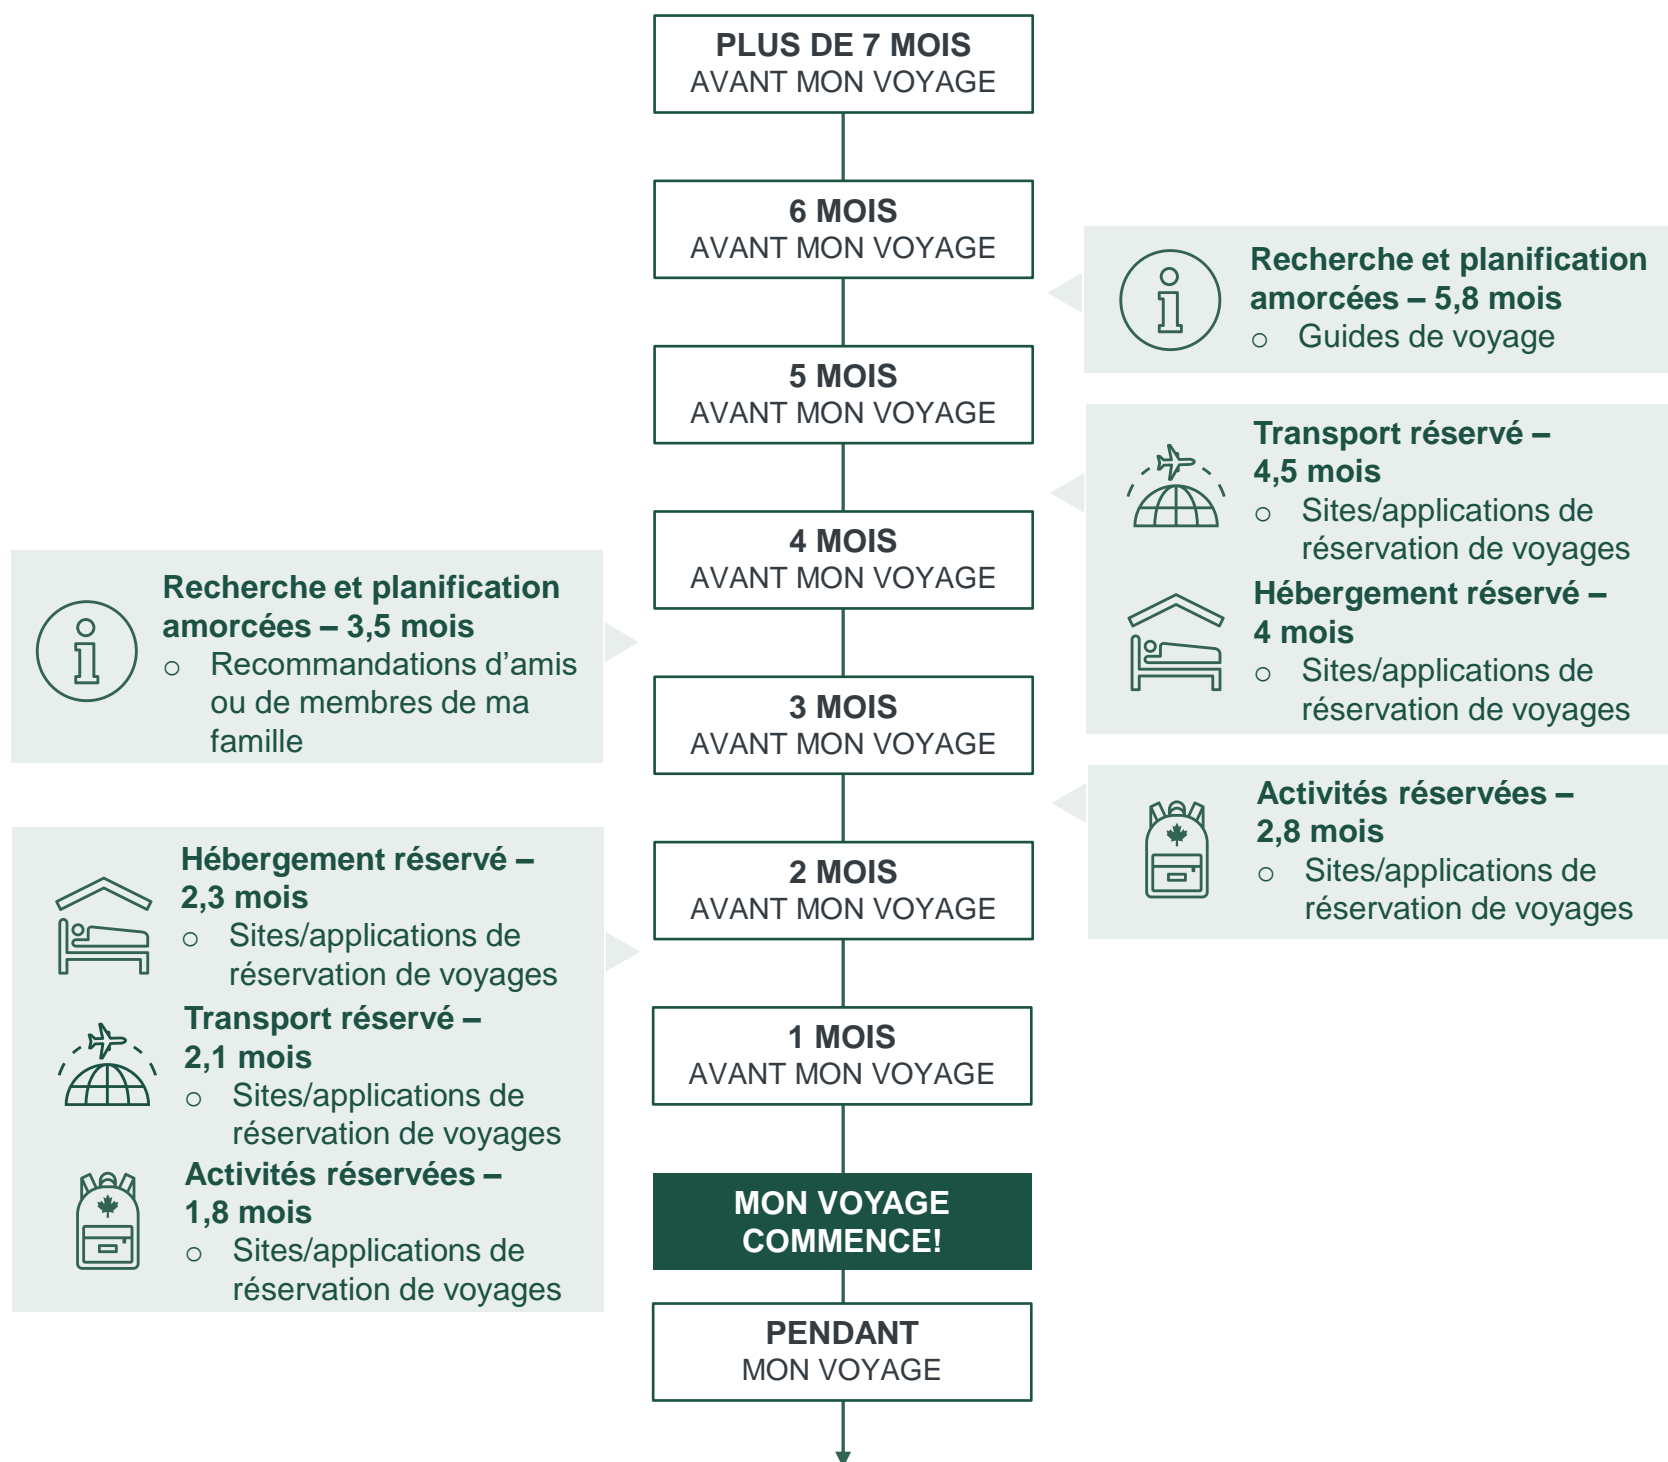 PLUS DE 7 MOIS
AVANT MON VOYAGE
6 MOIS
AVANT MON VOYAGE
Recherche et planification
amorcées – 5,8 mois
o Guides de voyage
5 MOIS
AVANT MON VOYAGE
Transport réservé –
4,5 mois
o Sites/applications de
réservation de voyages
Hébergement réservé –
4 mois
o Sites/applications de
réservation de voyages
4 MOIS
AVANT MON VOYAGE
Recherche et planification
amorcées – 3,5 mois
o Recommandations d’amis
ou de membres de ma
famille
3 MOIS
AVANT MON VOYAGE
Activités réservées –
2,8 mois
o Sites/applications de
réservation de voyages
2 MOIS
AVANT MON VOYAGE
Hébergement réservé –
2,3 mois
o Sites/applications de
réservation de voyages
Transport réservé –
2,1 mois
o Sites/applications de
réservation de voyages
Activités réservées –
1,8 mois
o Sites/applications de
réservation de voyages
1 MOIS
AVANT MON VOYAGE
MON VOYAGE
COMMENCE!
PENDANT
MON VOYAGE